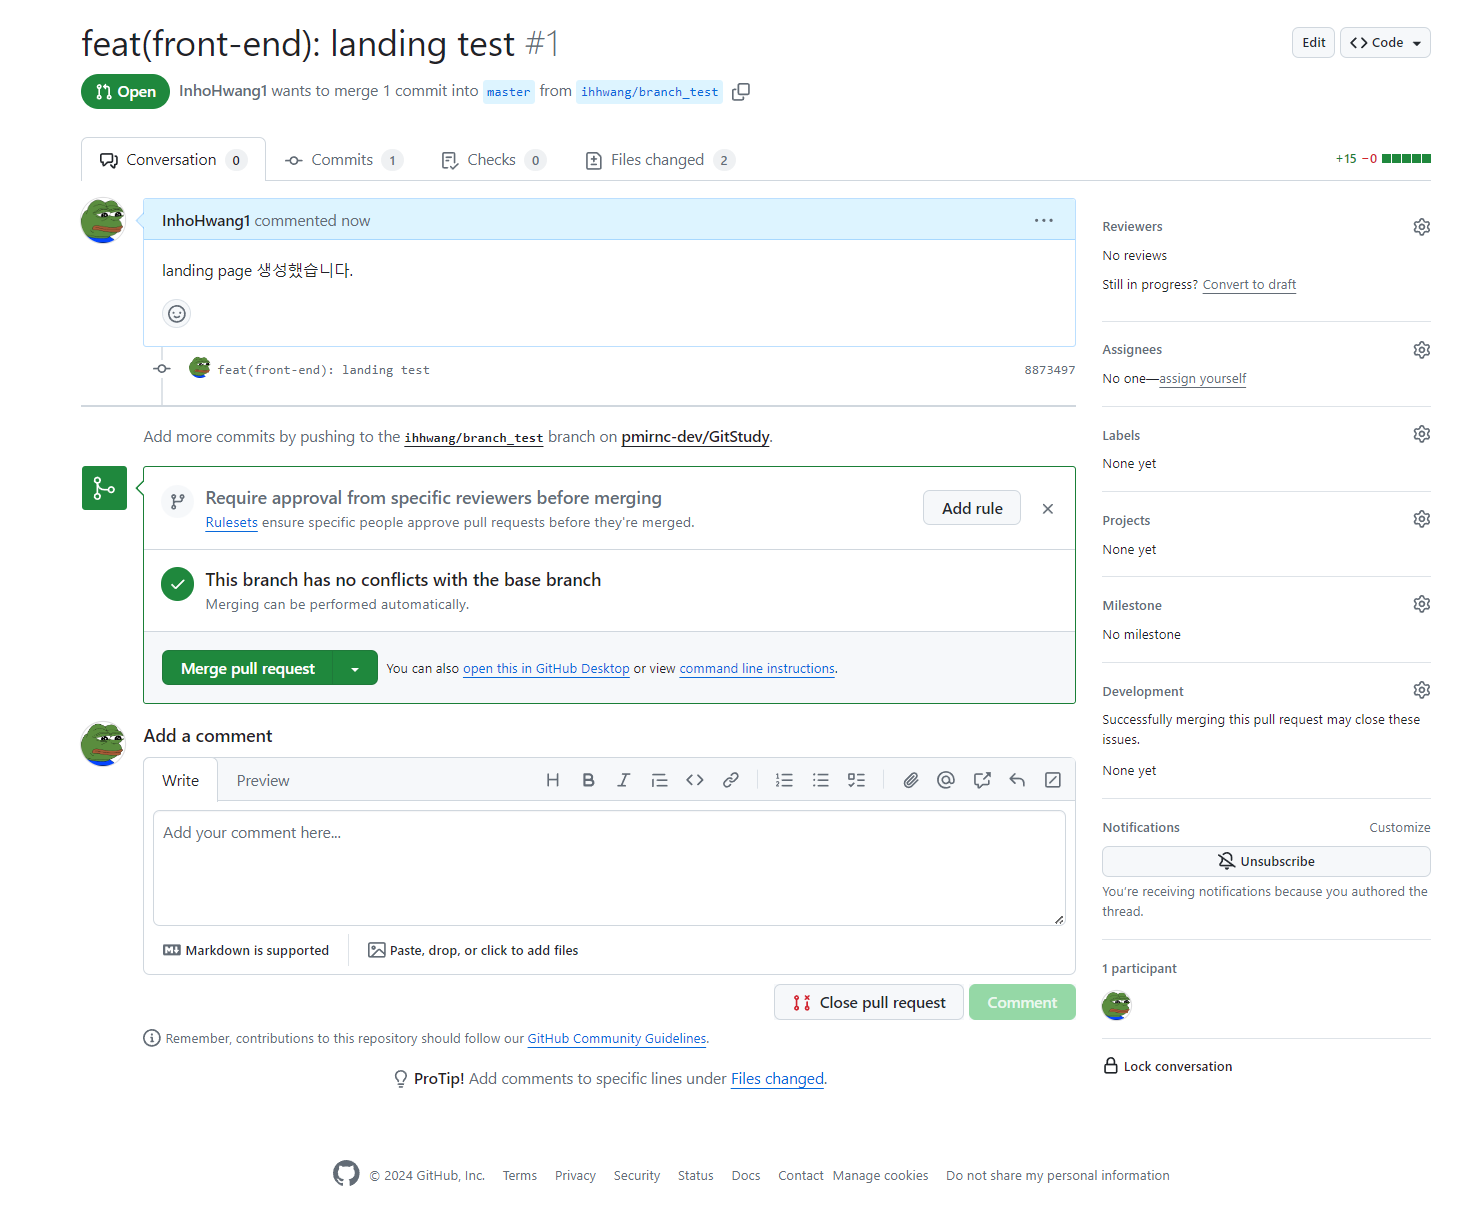 feat(front-end): landing test #1
Edit
Code
Open
InhoHwang1 wants to merge 1 commit into master from ihhwang/branch_test
Conversation 0
Commits 1
Checks 0
Files changed 2
+15 −0
InhoHwang1 commented now
landing page 생성했습니다.
feat(front-end): landing test
8873497
Add more commits by pushing to the ihhwang/branch_test branch on pmirnc-dev/GitStudy.
Require approval from specific reviewers before merging
Rulesets ensure specific people approve pull requests before they're merged.
Add rule
This branch has no conflicts with the base branch
Merging can be performed automatically.
Merge pull request
You can also open this in GitHub Desktop or view command line instructions.
Add a comment
Write
Preview
Add your comment here...
Markdown is supported
Paste, drop, or click to add files
Close pull request
Comment
Remember, contributions to this repository should follow our GitHub Community Guidelines.
ProTip! Add comments to specific lines under Files changed.
Reviewers
No reviews
Still in progress? Convert to draft
Assignees
No one—assign yourself
Labels
None yet
Projects
None yet
Milestone
No milestone
Development
Successfully merging this pull request may close these
issues.
None yet
Notifications
Customize
Unsubscribe
You're receiving notifications because you authored the
thread.
1 participant
Lock conversation
© 2024 GitHub, Inc.
Terms
Privacy
Security
Status
Docs
Contact
Manage cookies
Do not share my personal information